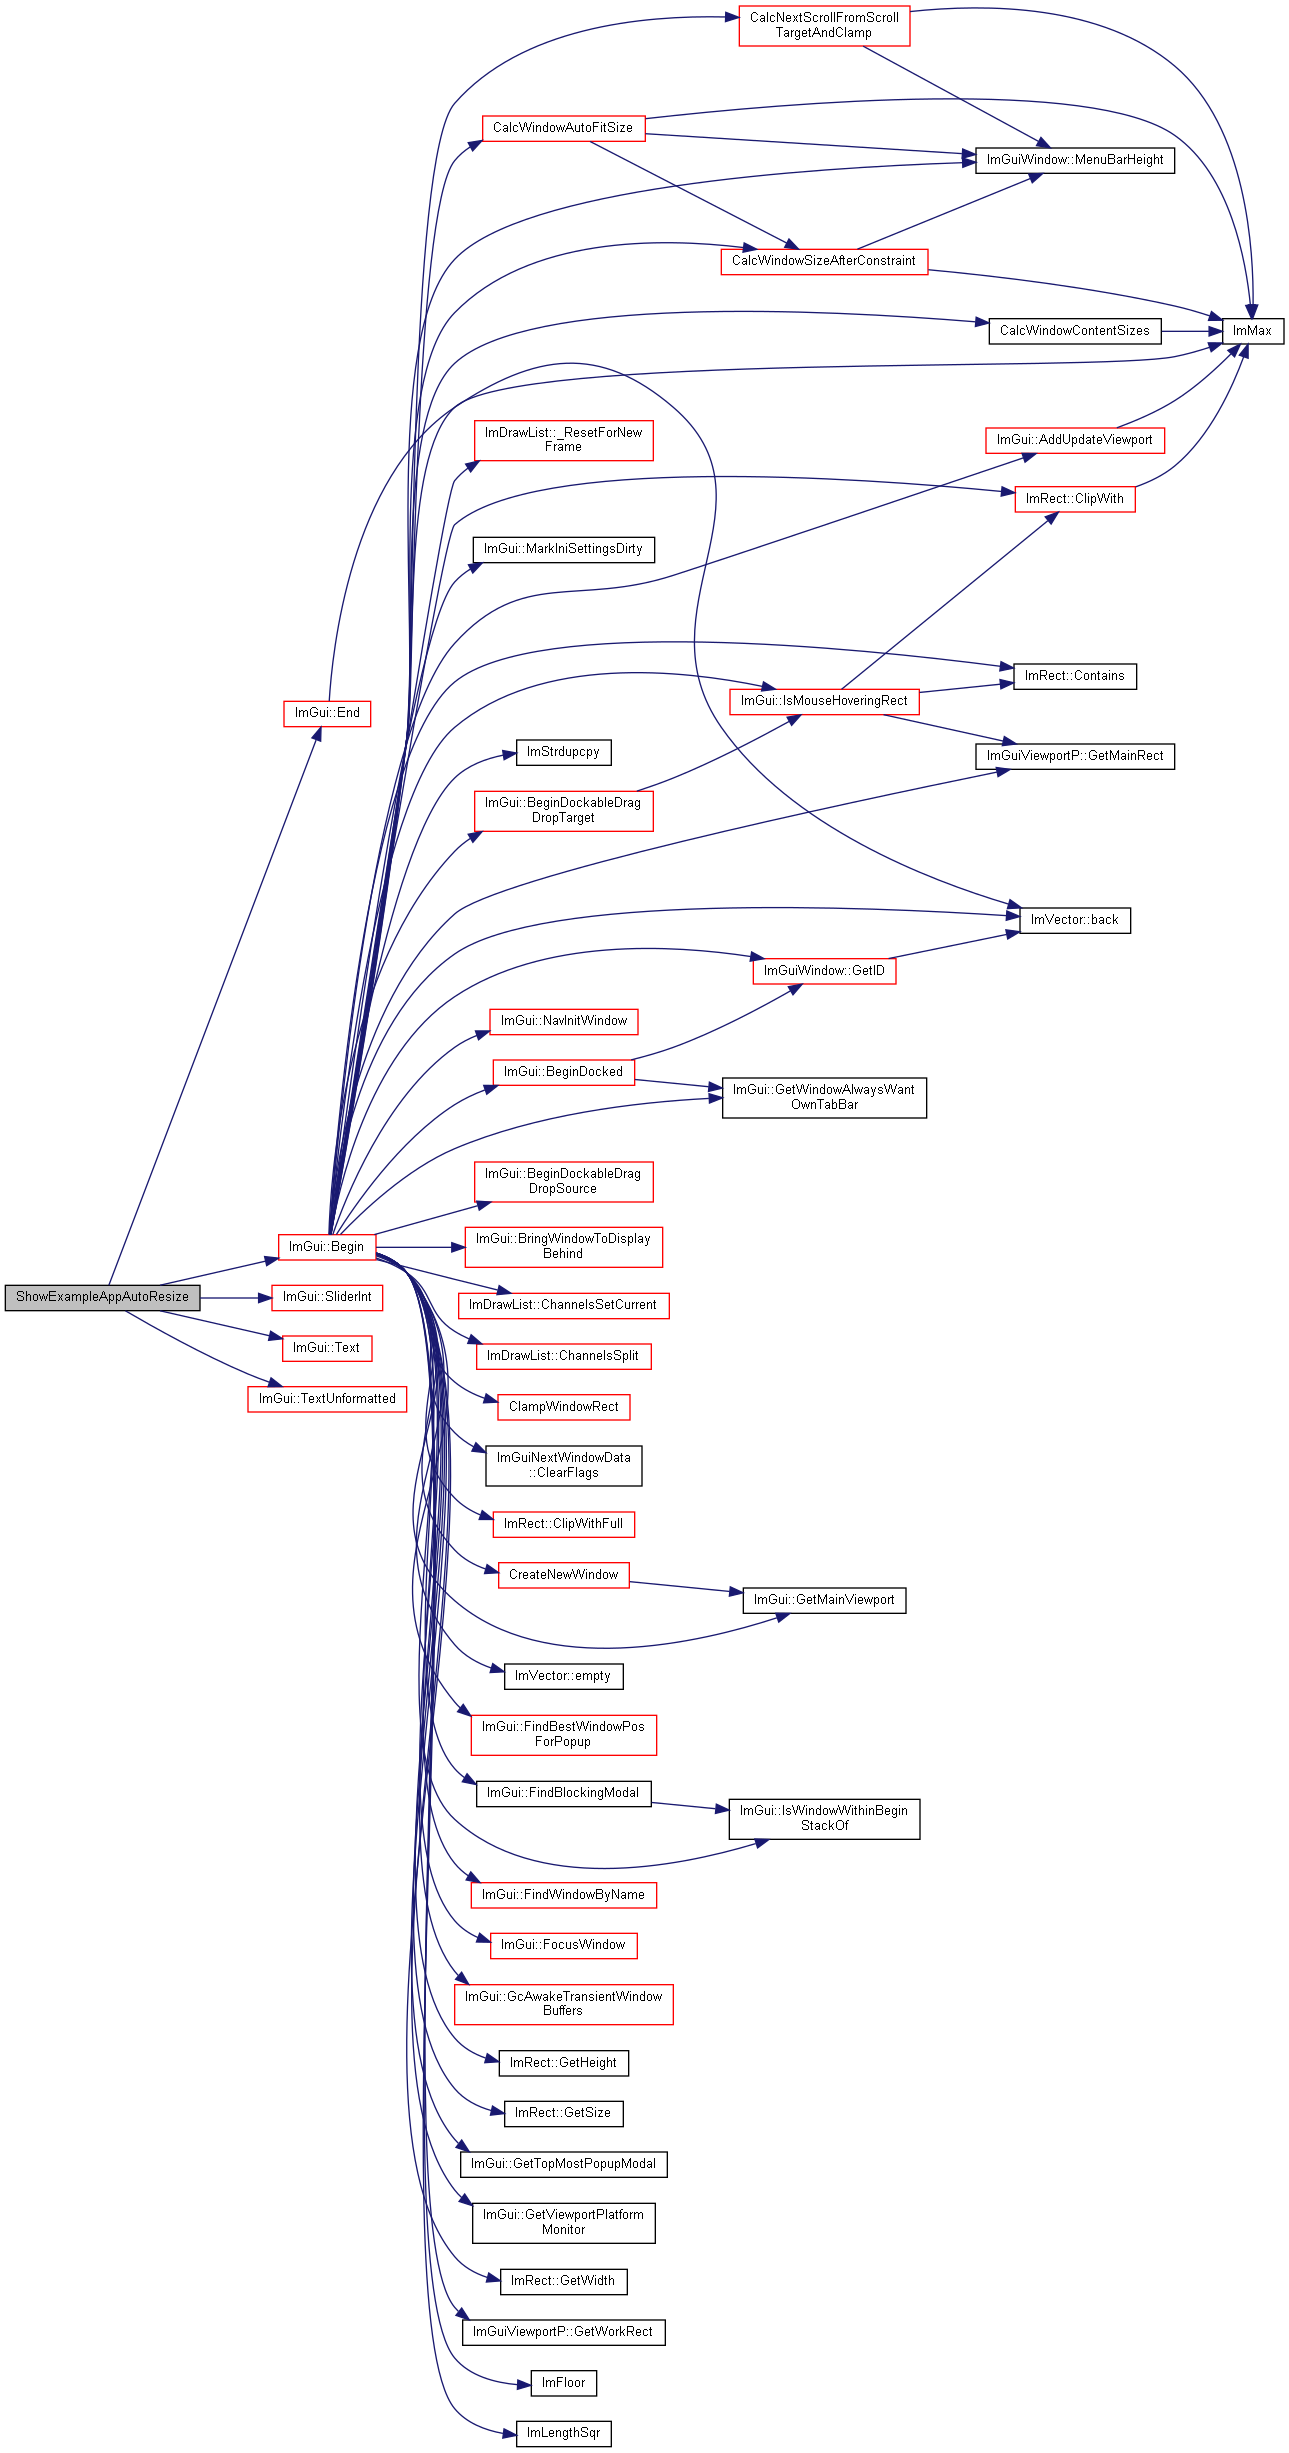 CalcNextScrollFromScroll
TargetAndClamp
CalcWindowAutoFitSize
ImGuiWindow::MenuBarHeight
CalcWindowSizeAfterConstraint
CalcWindowContentSizes
ImMax
ImDrawList::_ResetForNew
Frame
ImGui::AddUpdateViewport
ImRect::ClipWith
ImGui::MarkIniSettingsDirty
ImRect::Contains
ImGui::IsMouseHoveringRect
ImGui::End
ImStrdupcpy
ImGuiViewportP::GetMainRect
ImGui::BeginDockableDrag
DropTarget
ImVector::back
ImGuiWindow::GetID
ImGui::NavInitWindow
ImGui::BeginDocked
ImGui::GetWindowAlwaysWant
OwnTabBar
ImGui::BeginDockableDrag
DropSource
ImGui::Begin
ImGui::BringWindowToDisplay
Behind
ShowExampleAppAutoResize
ImGui::SliderInt
ImDrawList::ChannelsSetCurrent
ImGui::Text
ImDrawList::ChannelsSplit
ImGui::TextUnformatted
ClampWindowRect
ImGuiNextWindowData
::ClearFlags
ImRect::ClipWithFull
CreateNewWindow
ImGui::GetMainViewport
ImVector::empty
ImGui::FindBestWindowPos
ForPopup
ImGui::FindBlockingModal
ImGui::IsWindowWithinBegin
StackOf
ImGui::FindWindowByName
ImGui::FocusWindow
ImGui::GcAwakeTransientWindow
Buffers
ImRect::GetHeight
ImRect::GetSize
ImGui::GetTopMostPopupModal
ImGui::GetViewportPlatform
Monitor
ImRect::GetWidth
ImGuiViewportP::GetWorkRect
ImFloor
ImLengthSqr